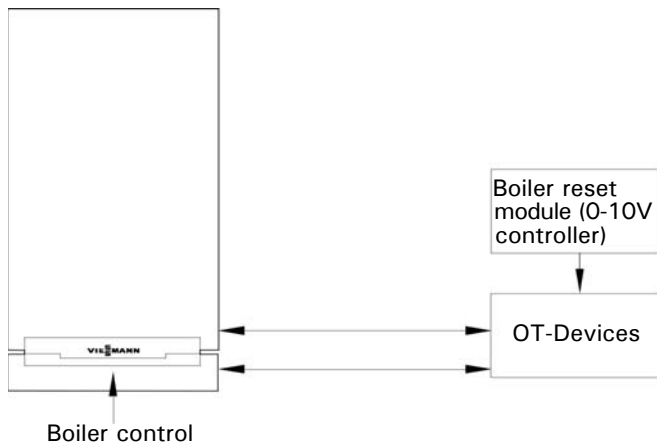 Boiler reset
module (0-10V
controller)
OT-Devices
VIESMANN
Boiler control